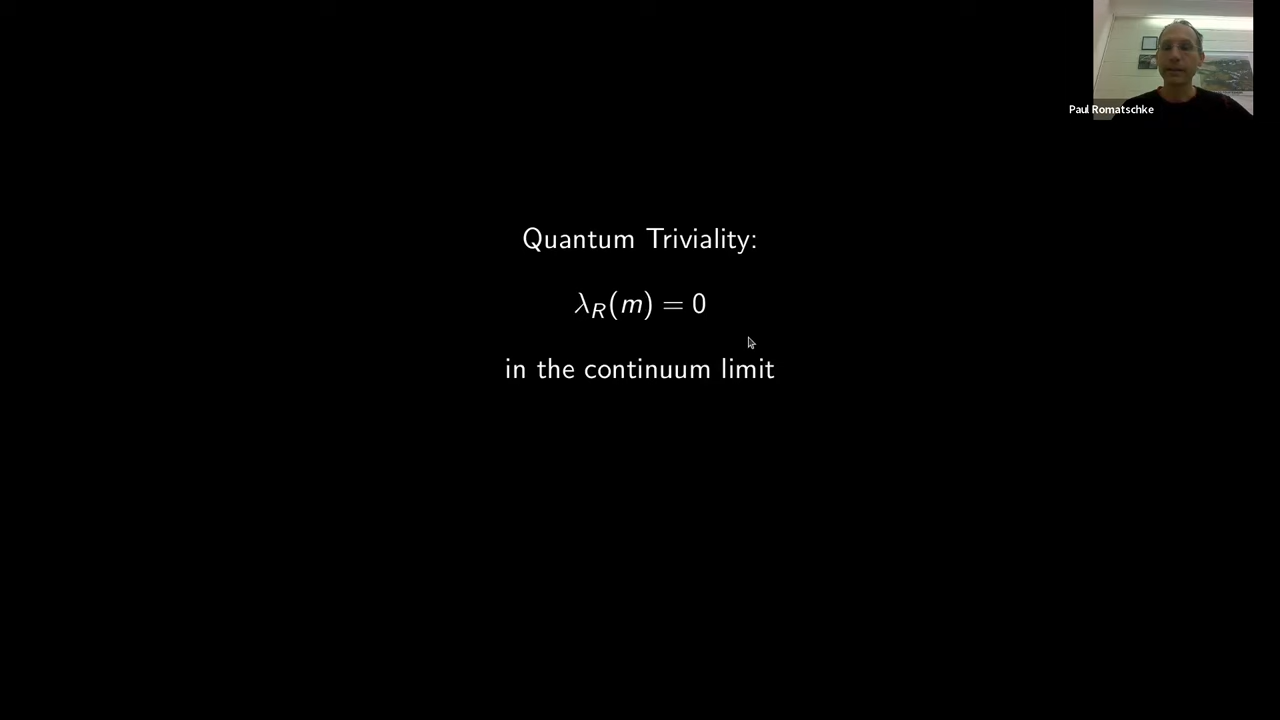 Paul Romatschke
Quantum Triviality:
λ_R(m) = 0
in the continuum limit